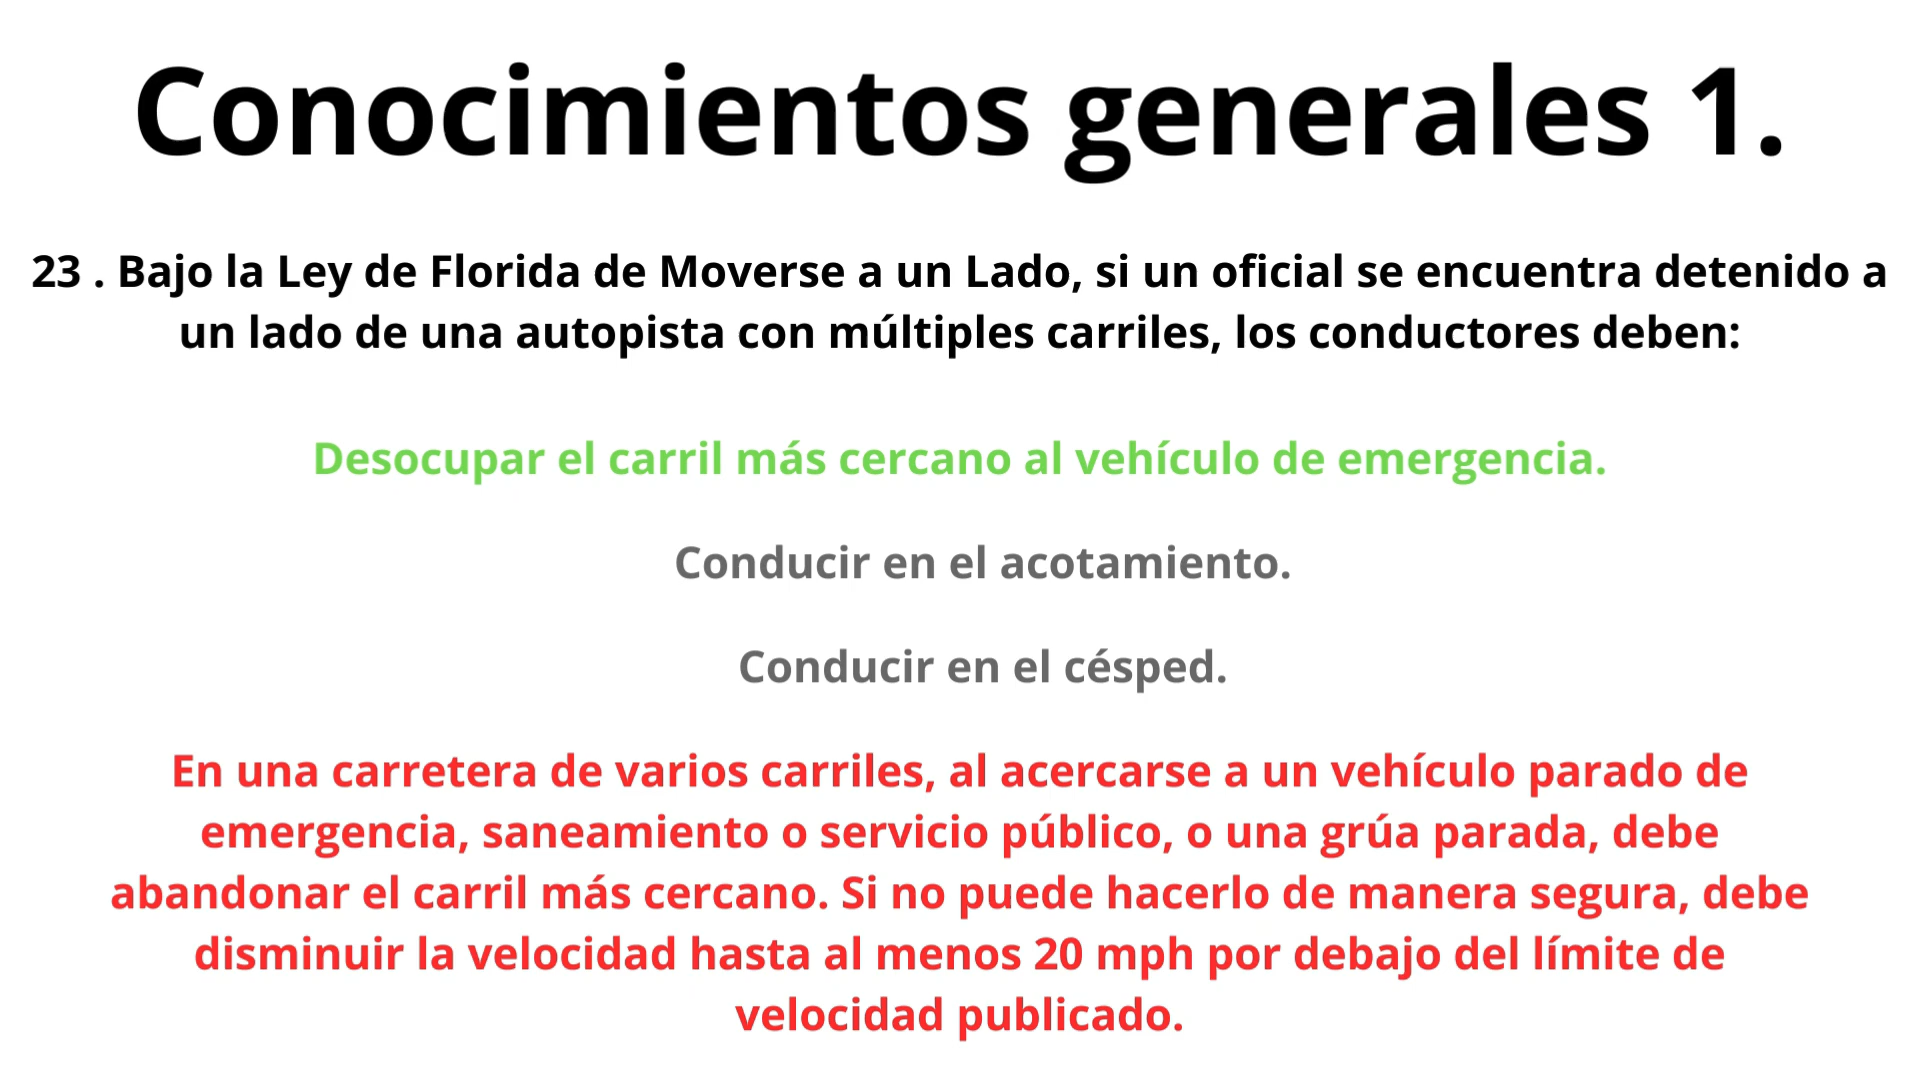 Conocimientos generales 1.
23 . Bajo la Ley de Florida de Moverse a un Lado, si un oficial se encuentra detenido a
un lado de una autopista con múltiples carriles, los conductores deben:
Desocupar el carril más cercano al vehículo de emergencia.
Conducir en el acotamiento.
Conducir en el césped.
En una carretera de varios carriles, al acercarse a un vehículo parado de
emergencia, saneamiento o servicio público, o una grúa parada, debe
abandonar el carril más cercano. Si no puede hacerlo de manera segura, debe
disminuir la velocidad hasta al menos 20 mph por debajo del límite de
velocidad publicado.